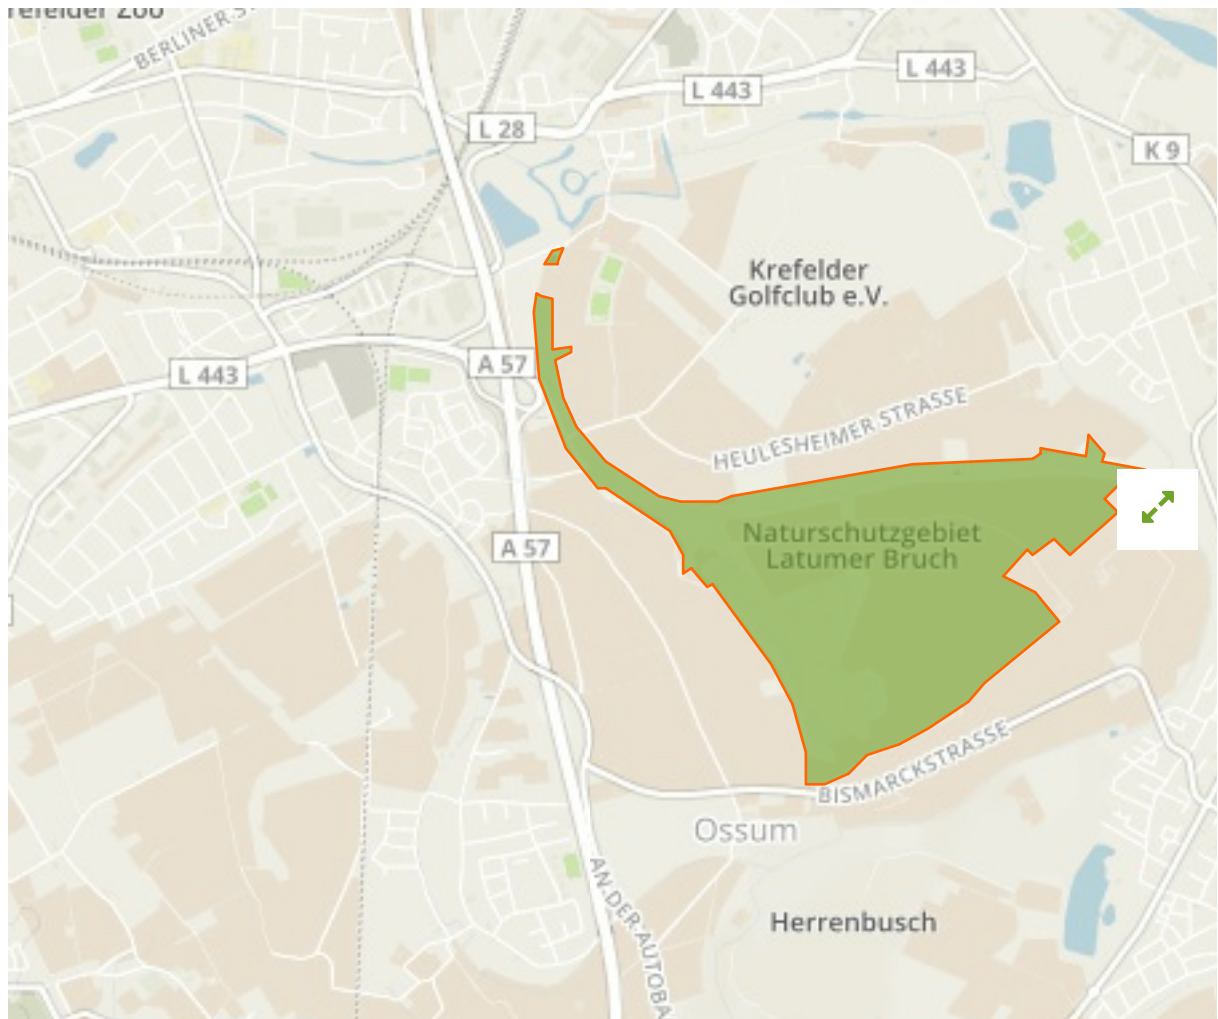 BERLINER
L 443
L 443
L 28
K 9
Krefelder
Golfclub e.V.
A 57
L 443
HEULESHEIMER STRASSE
Naturschutzgebiet
Latumer Bruch
A 57
BISMARCKSTRASSE
Ossum
AN DER AUTOBA
Herrenbusch